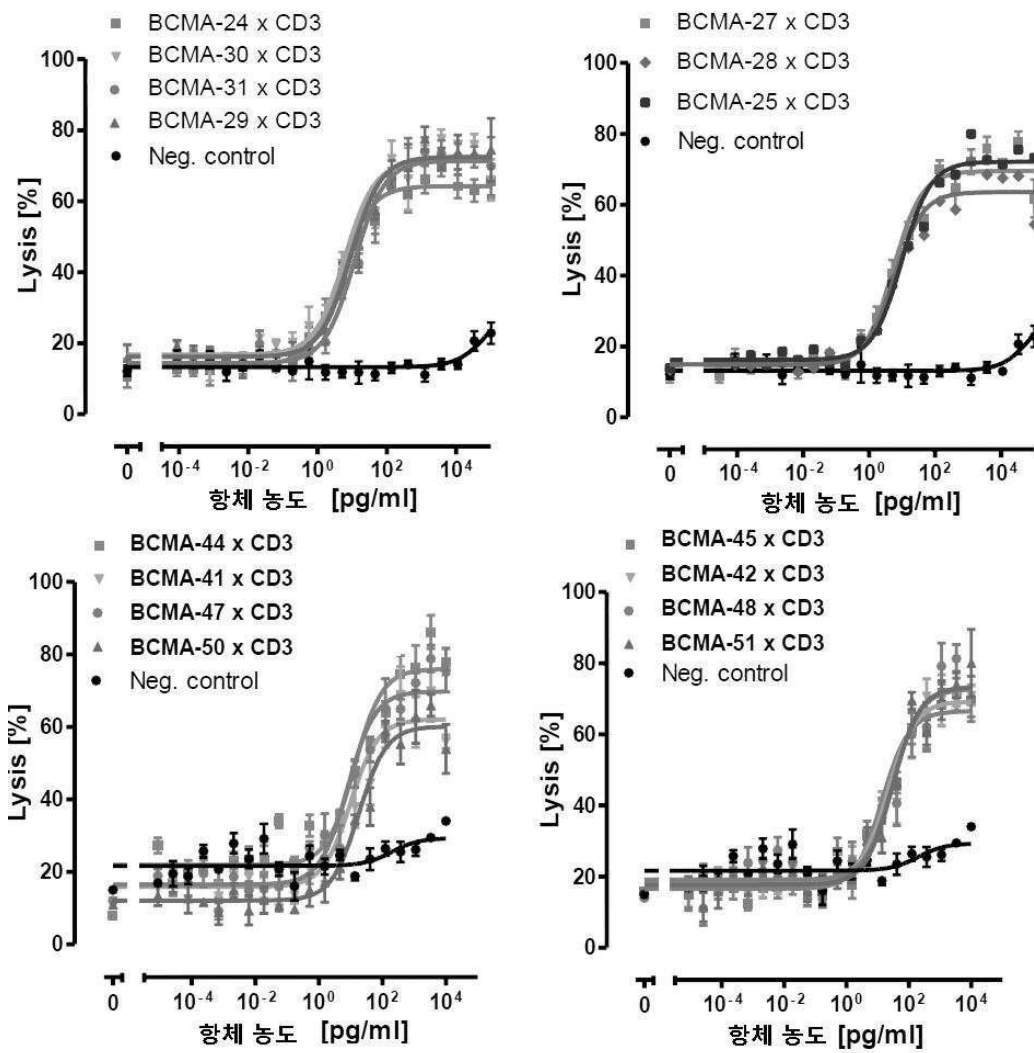 BCMA-24 x CD3
BCMA-30 x CD3
BCMA-31 x CD3
BCMA-29 x CD3
Neg. control
Lysis [%]
100
80
60
40
20
0
0 10-4 10-2 100 102 104
항체 농도 [pg/ml]
BCMA-27 x CD3
BCMA-28 x CD3
BCMA-25 x CD3
Neg. control
Lysis [%]
100
80
60
40
20
0
0 10-4 10-2 100 102 104
항체 농도 [pg/ml]
BCMA-44 x CD3
BCMA-41 x CD3
BCMA-47 x CD3
BCMA-50 x CD3
Neg. control
Lysis [%]
100
80
60
40
20
0
0 10-4 10-2 100 102 104
항체 농도 [pg/ml]
BCMA-45 x CD3
BCMA-42 x CD3
BCMA-48 x CD3
BCMA-51 x CD3
Neg. control
Lysis [%]
100
80
60
40
20
0
0 10-4 10-2 100 102 104
항체 농도 [pg/ml]